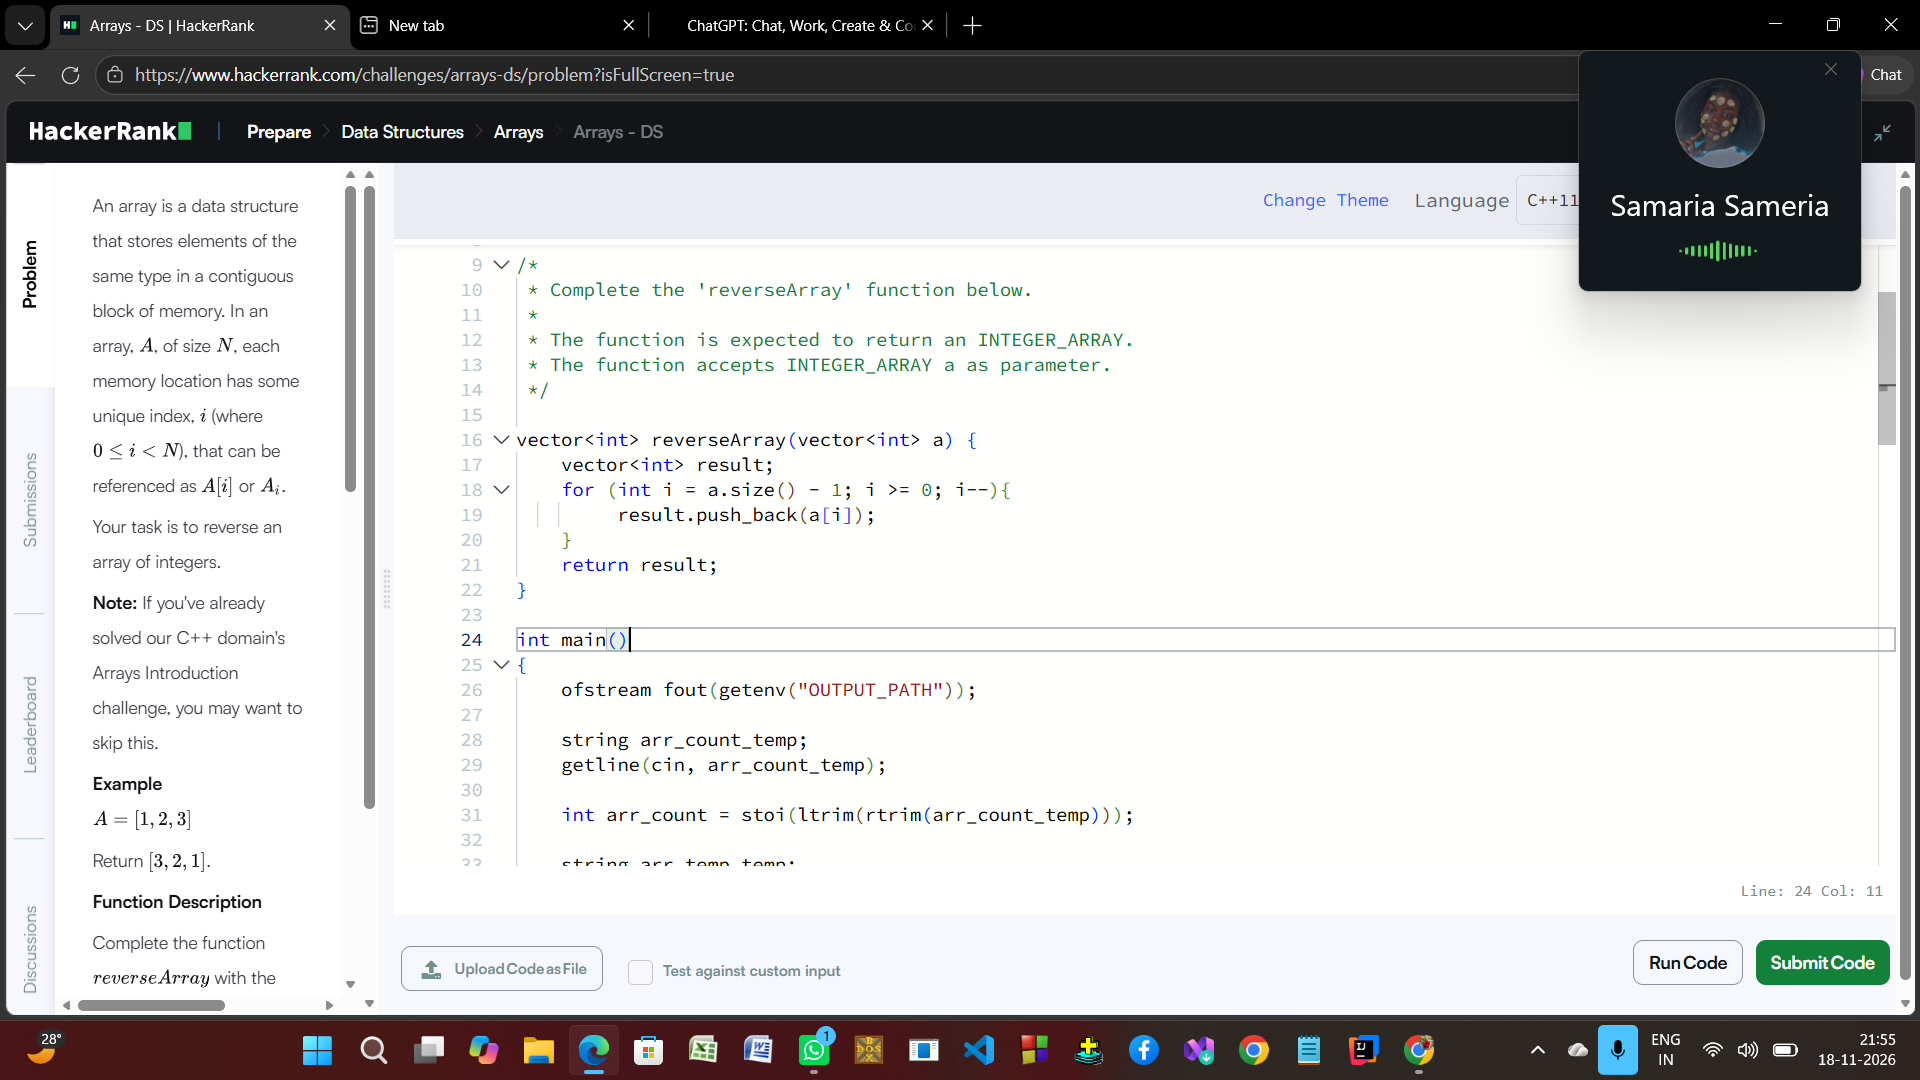 Arrays - DS | HackerRank
New tab
ChatGPT: Chat, Work, Create & Co
https://www.hackerrank.com/challenges/arrays-ds/problem?isFullScreen=true
Chat
HackerRank
Prepare
Data Structures
Arrays
Arrays - DS
Samaria Sameria
Problem
Submissions
Leaderboard
Discussions
An array is a data structure
that stores elements of the
same type in a contiguous
block of memory. In an
array, A, of size N, each
memory location has some
unique index, i (where
0 ≤ i < N), that can be
referenced as A[i] or Aᵢ.
Your task is to reverse an
array of integers.
Note: If you've already
solved our C++ domain's
Arrays Introduction
challenge, you may want to
skip this.
Example
A = [1, 2, 3]
Return [3, 2, 1].
Function Description
Complete the function
reverseArray with the
Change Theme
Language
C++11
9 /*
10 * Complete the 'reverseArray' function below.
11 *
12 * The function is expected to return an INTEGER_ARRAY.
13 * The function accepts INTEGER_ARRAY a as parameter.
14 */
15
16 vector<int> reverseArray(vector<int> a) {
17 vector<int> result;
18 for (int i = a.size() - 1; i >= 0; i--){
19 result.push_back(a[i]);
20 }
21 return result;
22 }
23
24 int main()
25 {
26 ofstream fout(getenv("OUTPUT_PATH"));
27
28 string arr_count_temp;
29 getline(cin, arr_count_temp);
30
31 int arr_count = stoi(ltrim(rtrim(arr_count_temp)));
32
33 string arr_temp_temp;
Line: 24 Col: 11
Upload Code as File
Test against custom input
Run Code
Submit Code
28°
1
ENG
IN
21:55
18-11-2026